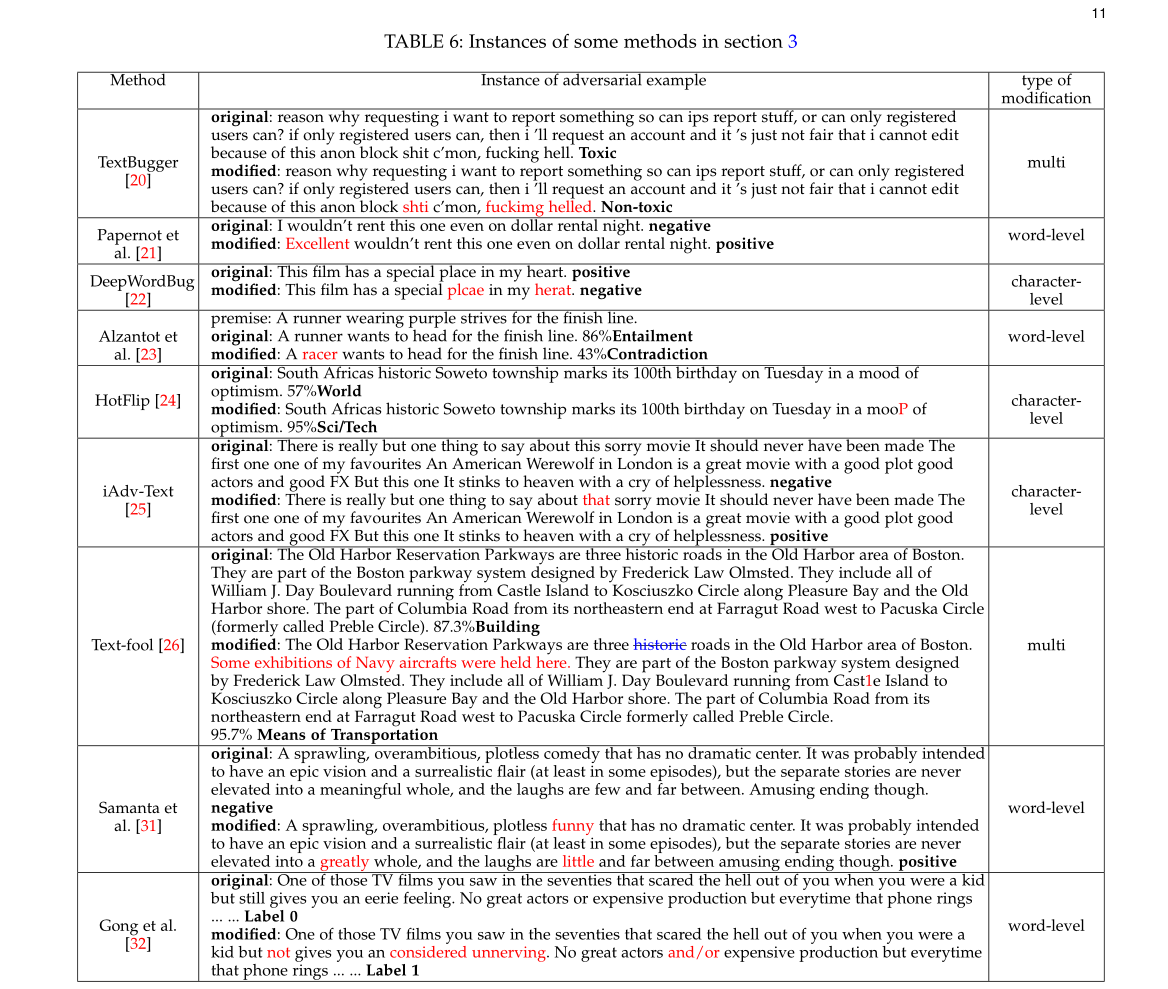 11
TABLE 6: Instances of some methods in section 3
Method
Instance of adversarial example
type of
modification
TextBugger
[20]
original: reason why requesting i want to report something so can ips report stuff, or can only registered
users can? if only registered users can, then i 'll request an account and it 's just not fair that i cannot edit
because of this anon block shit c'mon, fucking hell. Toxic
modified: reason why requesting i want to report something so can ips report stuff, or can only registered
users can? if only registered users can, then i 'll request an account and it 's just not fair that i cannot edit
because of this anon block shti c'mon, fuckimg helled. Non-toxic
multi
Papernot et
al. [21]
original: I wouldn't rent this one even on dollar rental night. negative
modified: Excellent wouldn't rent this one even on dollar rental night. positive
word-level
DeepWordBug
[22]
original: This film has a special place in my heart. positive
modified: This film has a special plcae in my herat. negative
character-
level
Alzantot et
al. [23]
premise: A runner wearing purple strives for the finish line.
original: A runner wants to head for the finish line. 86%Entailment
modified: A racer wants to head for the finish line. 43%Contradiction
word-level
HotFlip [24]
original: South Africas historic Soweto township marks its 100th birthday on Tuesday in a mood of
optimism. 57%World
modified: South Africas historic Soweto township marks its 100th birthday on Tuesday in a mooP of
optimism. 95%Sci/Tech
character-
level
iAdv-Text
[25]
original: There is really but one thing to say about this sorry movie It should never have been made The
first one one of my favourites An American Werewolf in London is a great movie with a good plot good
actors and good FX But this one It stinks to heaven with a cry of helplessness. negative
modified: There is really but one thing to say about that sorry movie It should never have been made The
first one one of my favourites An American Werewolf in London is a great movie with a good plot good
actors and good FX But this one It stinks to heaven with a cry of helplessness. positive
character-
level
Text-fool [26]
original: The Old Harbor Reservation Parkways are three historic roads in the Old Harbor area of Boston.
They are part of the Boston parkway system designed by Frederick Law Olmsted. They include all of
William J. Day Boulevard running from Castle Island to Kosciuszko Circle along Pleasure Bay and the Old
Harbor shore. The part of Columbia Road from its northeastern end at Farragut Road west to Pacuska Circle
(formerly called Preble Circle). 87.3%Building
modified: The Old Harbor Reservation Parkways are three historic roads in the Old Harbor area of Boston.
Some exhibitions of Navy aircrafts were held here. They are part of the Boston parkway system designed
by Frederick Law Olmsted. They include all of William J. Day Boulevard running from Cast1e Island to
Kosciuszko Circle along Pleasure Bay and the Old Harbor shore. The part of Columbia Road from its
northeastern end at Farragut Road west to Pacuska Circle formerly called Preble Circle.
95.7% Means of Transportation
multi
Samanta et
al. [31]
original: A sprawling, overambitious, plotless comedy that has no dramatic center. It was probably intended
to have an epic vision and a surrealistic flair (at least in some episodes), but the separate stories are never
elevated into a meaningful whole, and the laughs are few and far between. Amusing ending though.
negative
modified: A sprawling, overambitious, plotless funny that has no dramatic center. It was probably intended
to have an epic vision and a surrealistic flair (at least in some episodes), but the separate stories are never
elevated into a greatly whole, and the laughs are little and far between amusing ending though. positive
word-level
Gong et al.
[32]
original: One of those TV films you saw in the seventies that scared the hell out of you when you were a kid
but still gives you an eerie feeling. No great actors or expensive production but everytime that phone rings
... ... Label 0
modified: One of those TV films you saw in the seventies that scared the hell out of you when you were a
kid but not gives you an considered unnerving. No great actors and/or expensive production but everytime
that phone rings ... ... Label 1
word-level